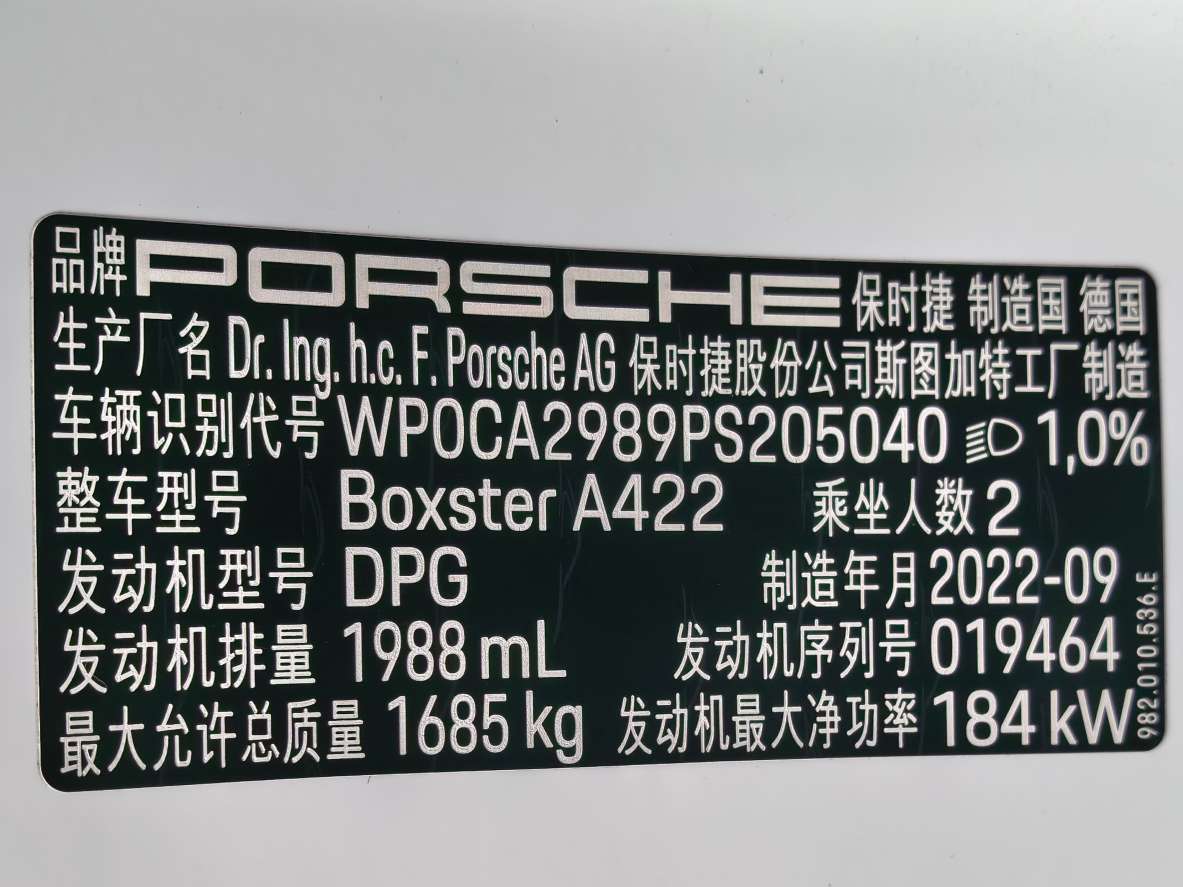 品牌 PORSCHE 保时捷 制造国 德国
生产厂名 Dr. Ing. h.c. F. Porsche AG 保时捷股份公司斯图加特工厂制造
车辆识别代号 WP0CA2989PS205040 1,0%
整车型号 Boxster A422 乘坐人数 2
发动机型号 DPG 制造年月 2022-09
发动机排量 1988 mL 发动机序列号 019464
最大允许总质量 1685 kg 发动机最大净功率 184 kW
982.010.536.E